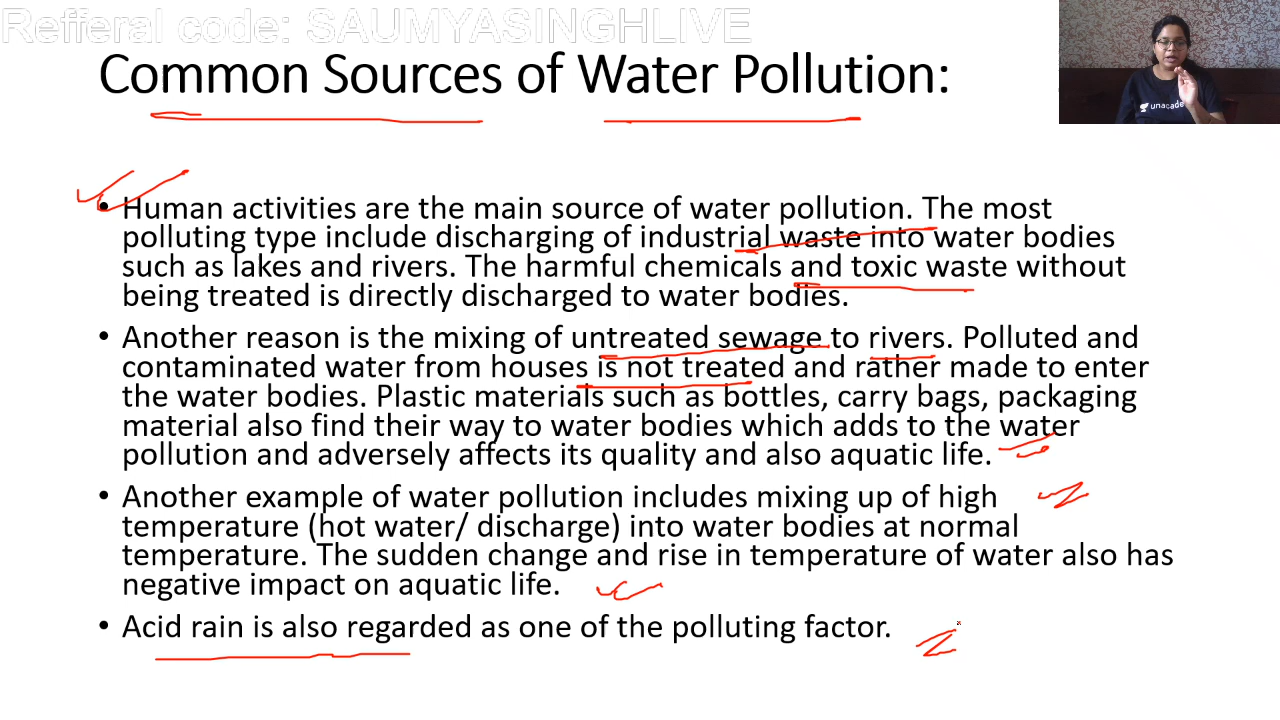 Refferal code: SAUMYASINGHLIVE
Common Sources of Water Pollution:
unacade
• Human activities are the main source of water pollution. The most
polluting type include discharging of industrial waste into water bodies
such as lakes and rivers. The harmful chemicals and toxic waste without
being treated is directly discharged to water bodies.
• Another reason is the mixing of untreated sewage to rivers. Polluted and
contaminated water from houses is not treated and rather made to enter
the water bodies. Plastic materials such as bottles, carry bags, packaging
material also find their way to water bodies which adds to the water
pollution and adversely affects its quality and also aquatic life.
• Another example of water pollution includes mixing up of high
temperature (hot water/ discharge) into water bodies at normal
temperature. The sudden change and rise in temperature of water also has
negative impact on aquatic life.
• Acid rain is also regarded as one of the polluting factor.